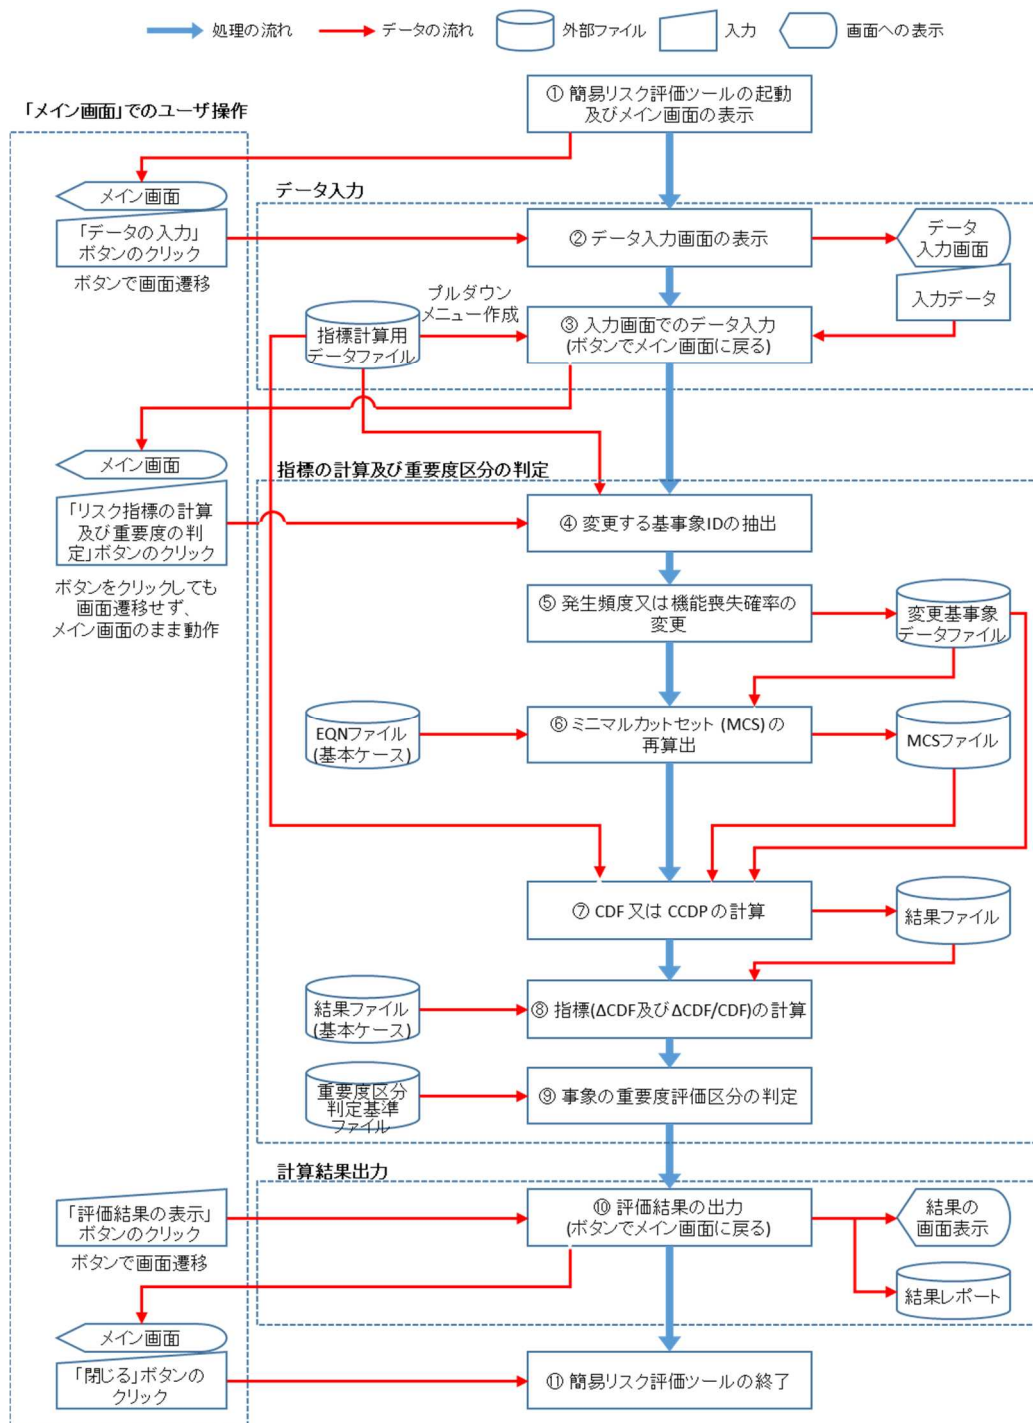 処理の流れ
データの流れ
外部ファイル
入力
画面への表示
「メイン画面」でのユーザ操作
① 簡易リスク評価ツールの起動
及びメイン画面の表示
メイン画面
「データの入力」
ボタンのクリック
ボタンで画面遷移
データ入力
② データ入力画面の表示
データ
入力画面
入力データ
プルダウン
メニュー作成
指標計算用
データファイル
③ 入力画面でのデータ入力
(ボタンでメイン画面に戻る)
メイン画面
「リスク指標の計算
及び重要度の判
定」ボタンのクリック
ボタンをクリックしても
画面遷移せず、
メイン画面のまま動作
指標の計算及び重要度区分の判定
④ 変更する基事象IDの抽出
⑤ 発生頻度又は機能喪失確率の
変更
変更基事象
データファイル
EQNファイル
(基本ケース)
⑥ ミニマルカットセット (MCS) の
再算出
MCSファイル
⑦ CDF 又は CCDP の計算
結果ファイル
結果ファイル
(基本ケース)
⑧ 指標(ΔCDF及びΔCDF/CDF)の計算
重要度区分
判定基準
ファイル
⑨ 事象の重要度評価区分の判定
計算結果出力
「評価結果の表示」
ボタンのクリック
ボタンで画面遷移
⑩ 評価結果の出力
(ボタンでメイン画面に戻る)
結果の
画面表示
結果レポート
メイン画面
「閉じる」ボタンの
クリック
⑪ 簡易リスク評価ツールの終了